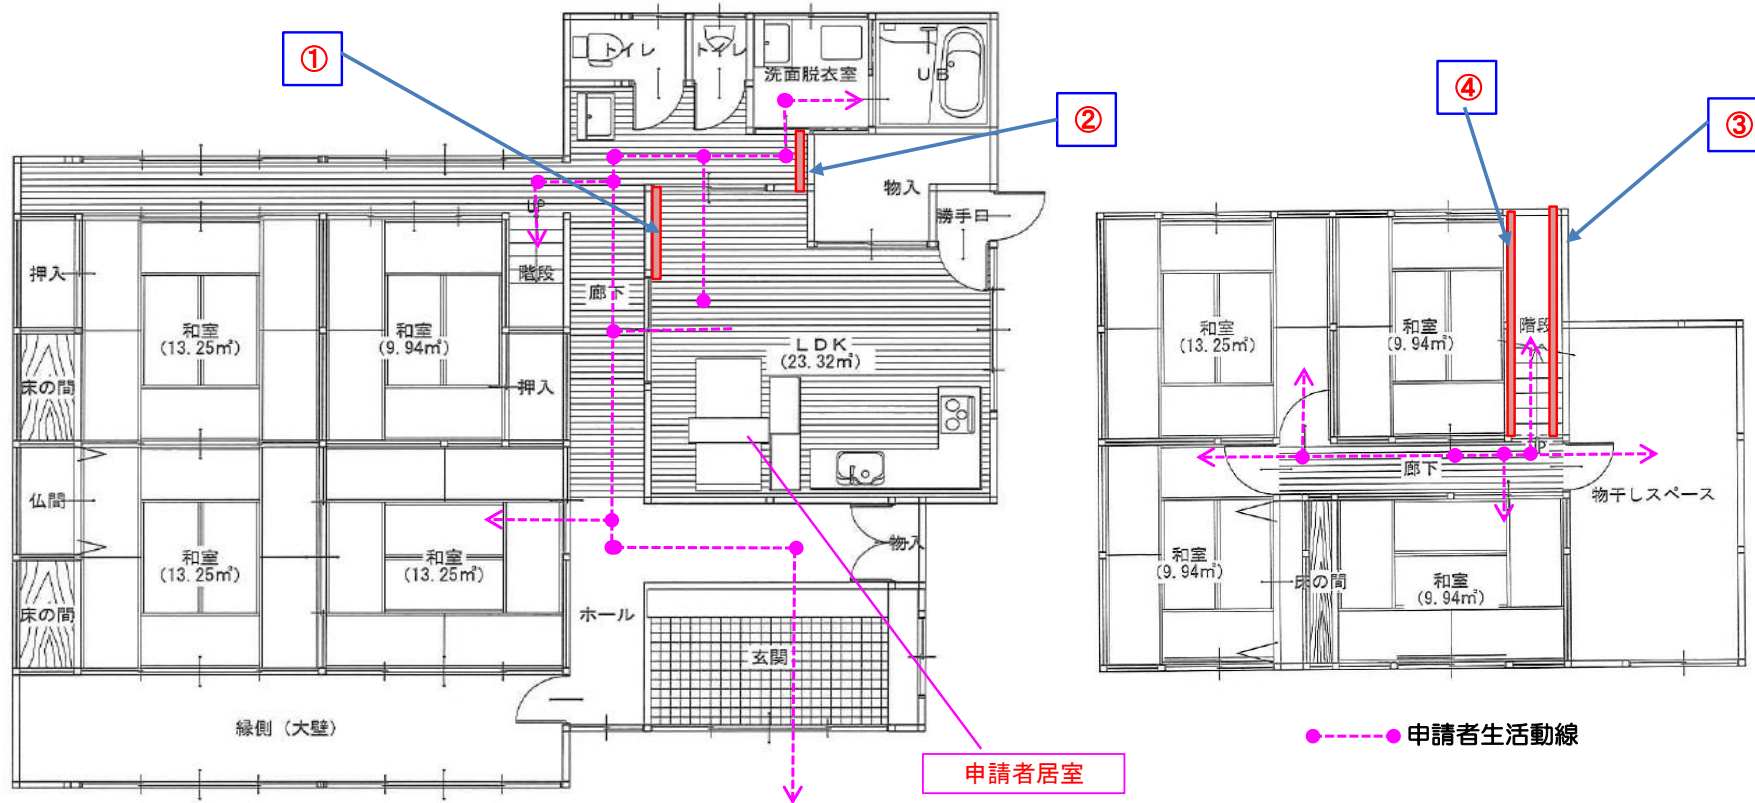 ①
トイレ
トイレ
洗面脱衣室
UB
②
物入
勝手口
UP
階段
廊下
押入
和室
(13.25㎡)
和室
(9.94㎡)
LDK
(23.32㎡)
床の間
押入
仏間
和室
(13.25㎡)
和室
(13.25㎡)
床の間
物入
ホール
玄関
縁側（大壁）
申請者居室
④
③
和室
(13.25㎡)
和室
(9.94㎡)
階段
廊下
物干しスペース
和室
(9.94㎡)
床の間
和室
(9.94㎡)
申請者生活動線